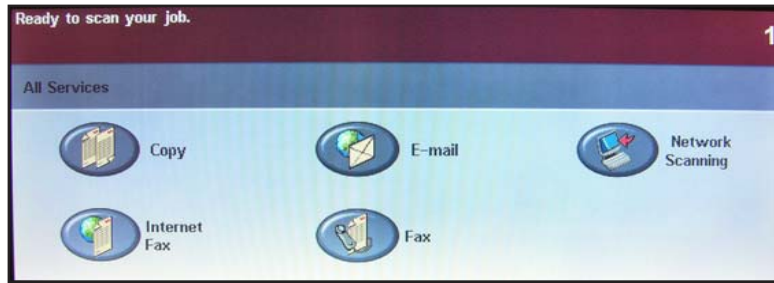 Ready to scan your job.
1
All Services
Copy
E-mail
Network
Scanning
Internet
Fax
Fax